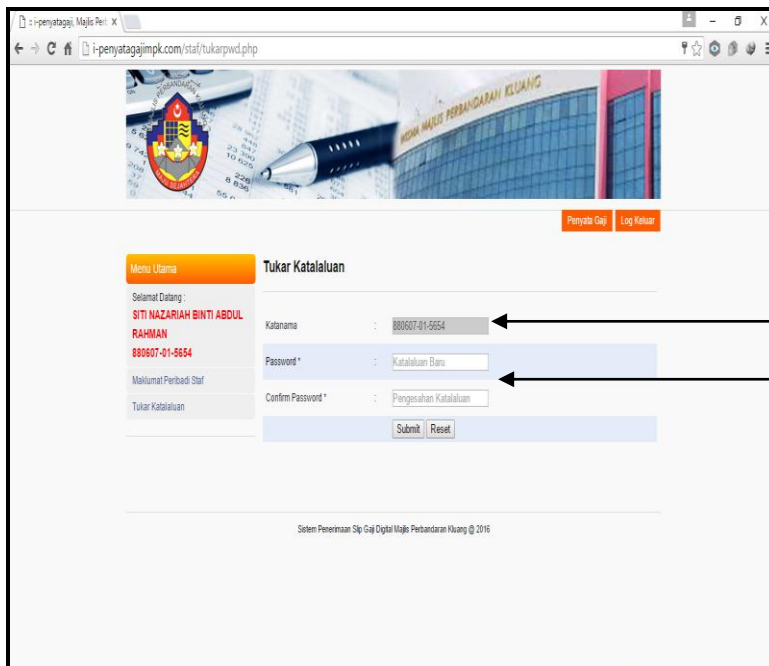 :: i-penyatagaji, Majlis Per
i-penyatagajimpk.com/staf/tukarpwd.php
WISMA MAJLIS PERBANDARAN KLUANG
Penyata Gaji Log Keluar
Menu Utama
Selamat Datang :
SITI NAZARIAH BINTI ABDUL
RAHMAN
880607-01-5654
Maklumat Peribadi Staf
Tukar Katalaluan
Tukar Katalaluan
Katanama : 880607-01-5654
Password * : Katalaluan Baru
Confirm Password * : Pengesahan Katalaluan
Submit Reset
Sistem Penerimaan Slip Gaji Digital Majlis Perbandaran Kluang @ 2016